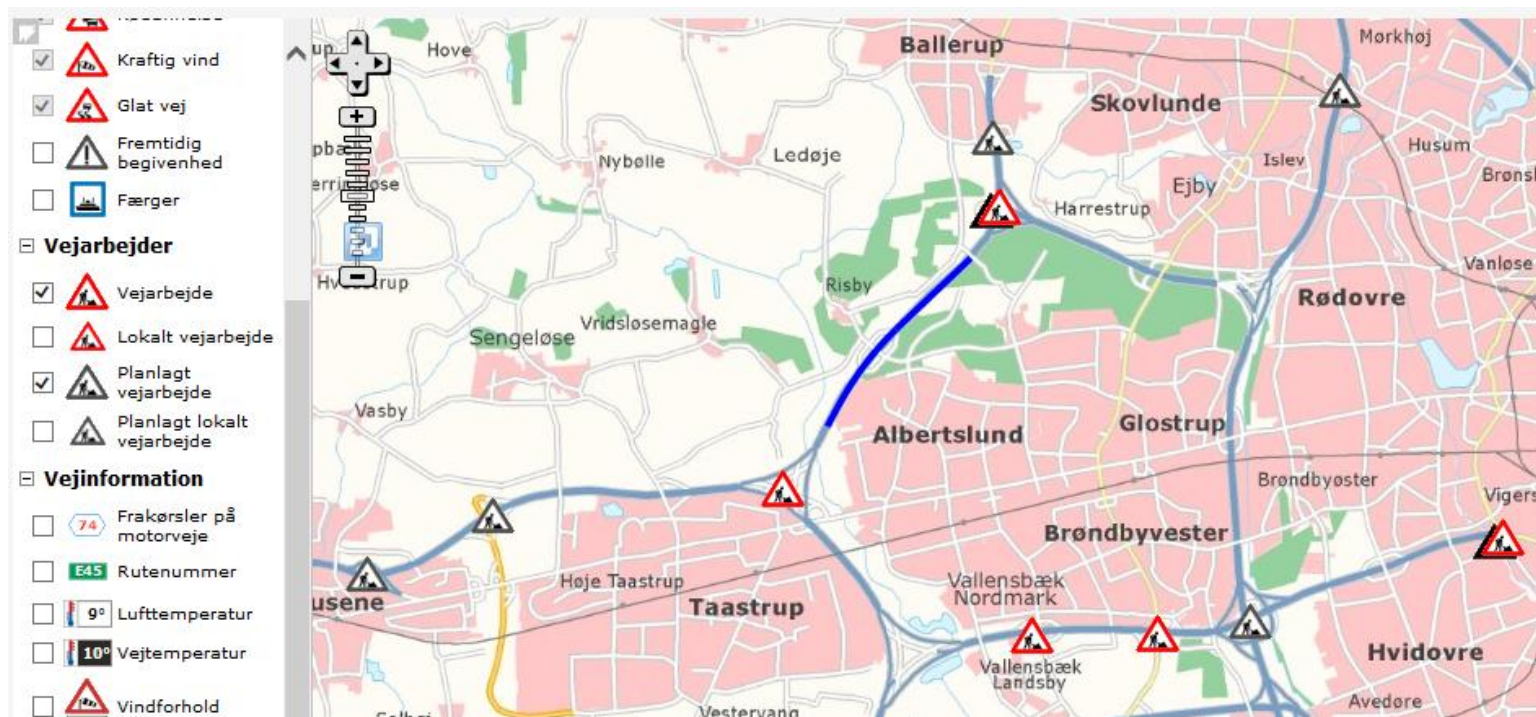 Kraftig vind
Glat vej
Fremtidig
begivenhed
Færger
Vejarbejder
Vejarbejde
Lokalt vejarbejde
Planlagt
vejarbejde
Planlagt lokalt
vejarbejde
Vejinformation
74
Frakørsler på
motorveje
E45
Rutenummer
9°
Lufttemperatur
10°
Vejtemperatur
Vindforhold
Hove
Ballerup
Mørkhøj
Skovlunde
Husum
Nybølle
Ledøje
Islev
Ejby
Brønsh
Harrestrup
Vanløse
Risby
Rødovre
Vridsløsemagle
Sengeløse
Vasby
Albertslund
Glostrup
Brøndbyøster
Vigers
Brøndbyvester
Høje Taastrup
Vallensbæk
Nordmark
usene
Taastrup
Hvidovre
Vallensbæk
Landsby
Avedøre
Vestervang